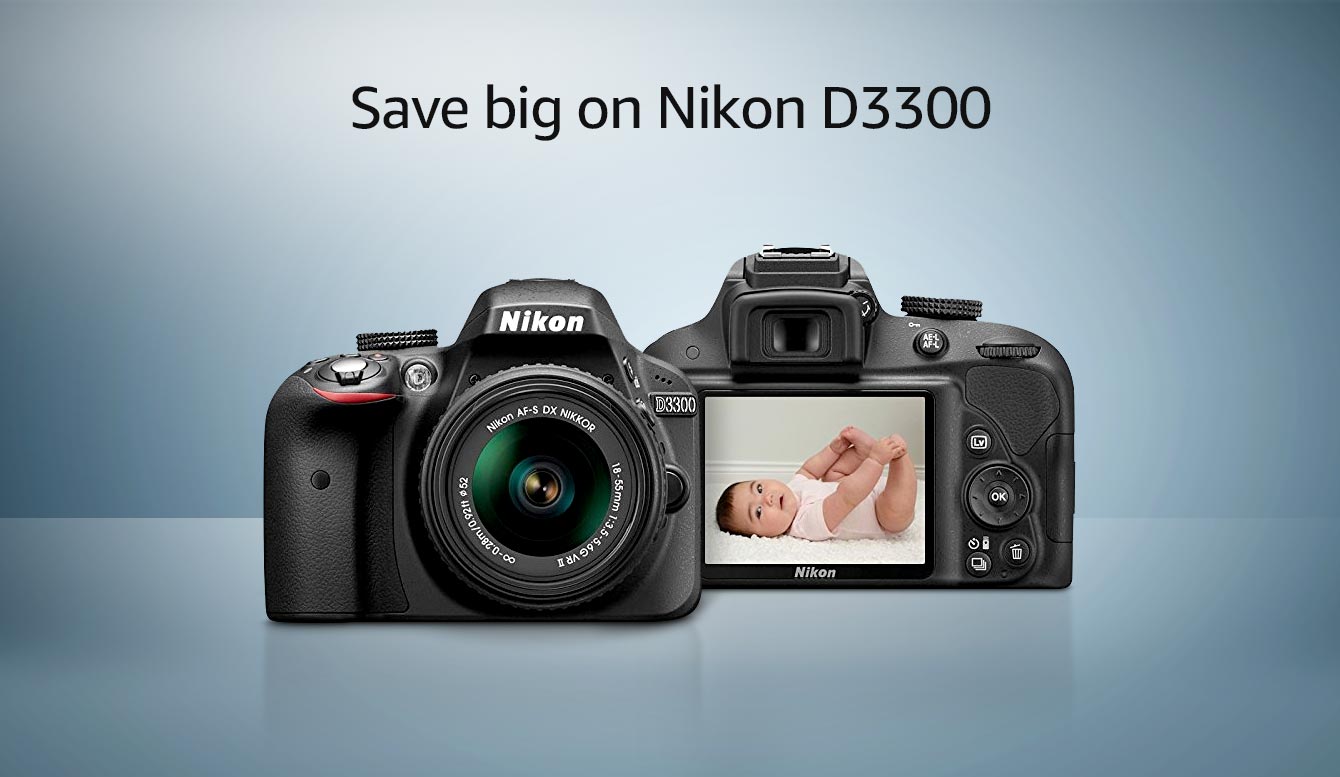 Save big on Nikon D3300
Nikon
D3300
Nikon AF-S DX NIKKOR
18-55mm 1:3.5-5.6G VR II
∞-0.28m/0.92ft ø52
AE-L
AF-L
Lv
OK
Nikon